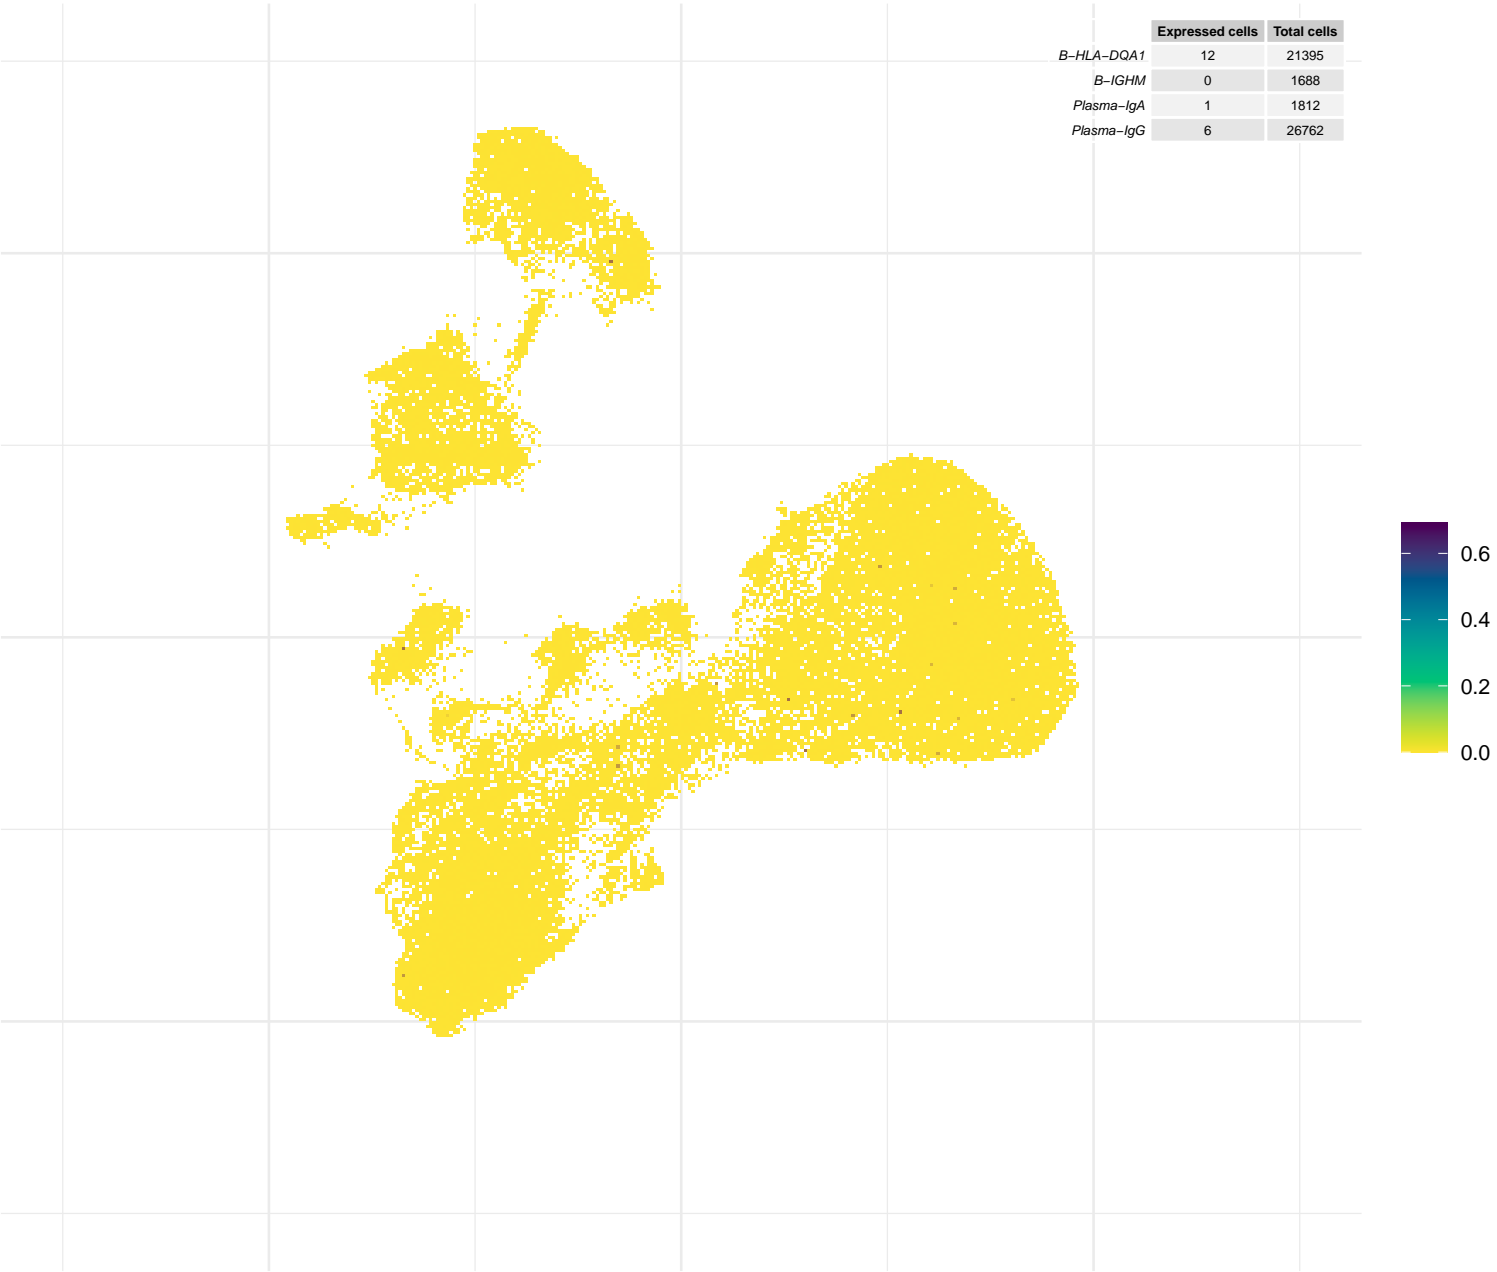 Expressed cells Total cells
B−HLA−DQA1 12 21395
B−IGHM 0 1688
Plasma−IgA 1 1812
Plasma−IgG 6 26762
0.6
0.4
0.2
0.0